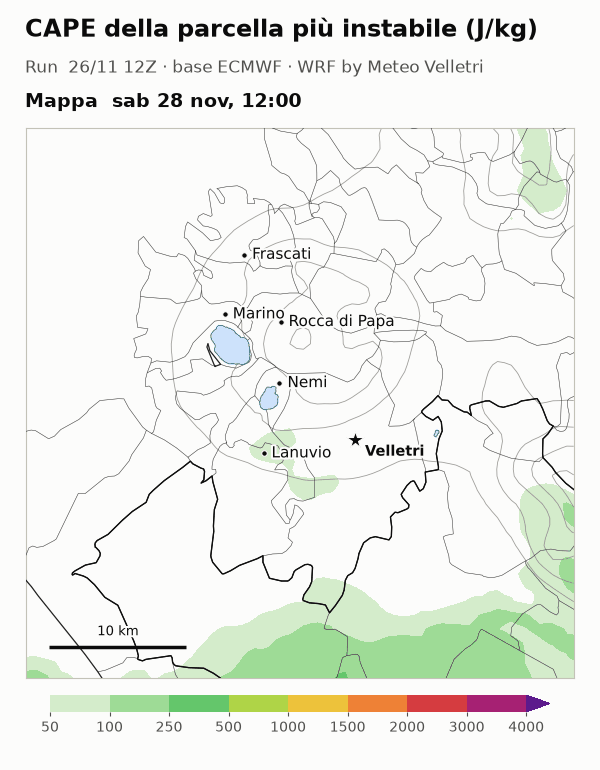 CAPE della parcella più instabile (J/kg)
Run  26/11 12Z · base ECMWF · WRF by Meteo Velletri
Mappa  sab 28 nov, 12:00
Frascati
Marino
Rocca di Papa
Nemi
Velletri
Lanuvio
10 km
50 100 250 500 1000 1500 2000 3000 4000